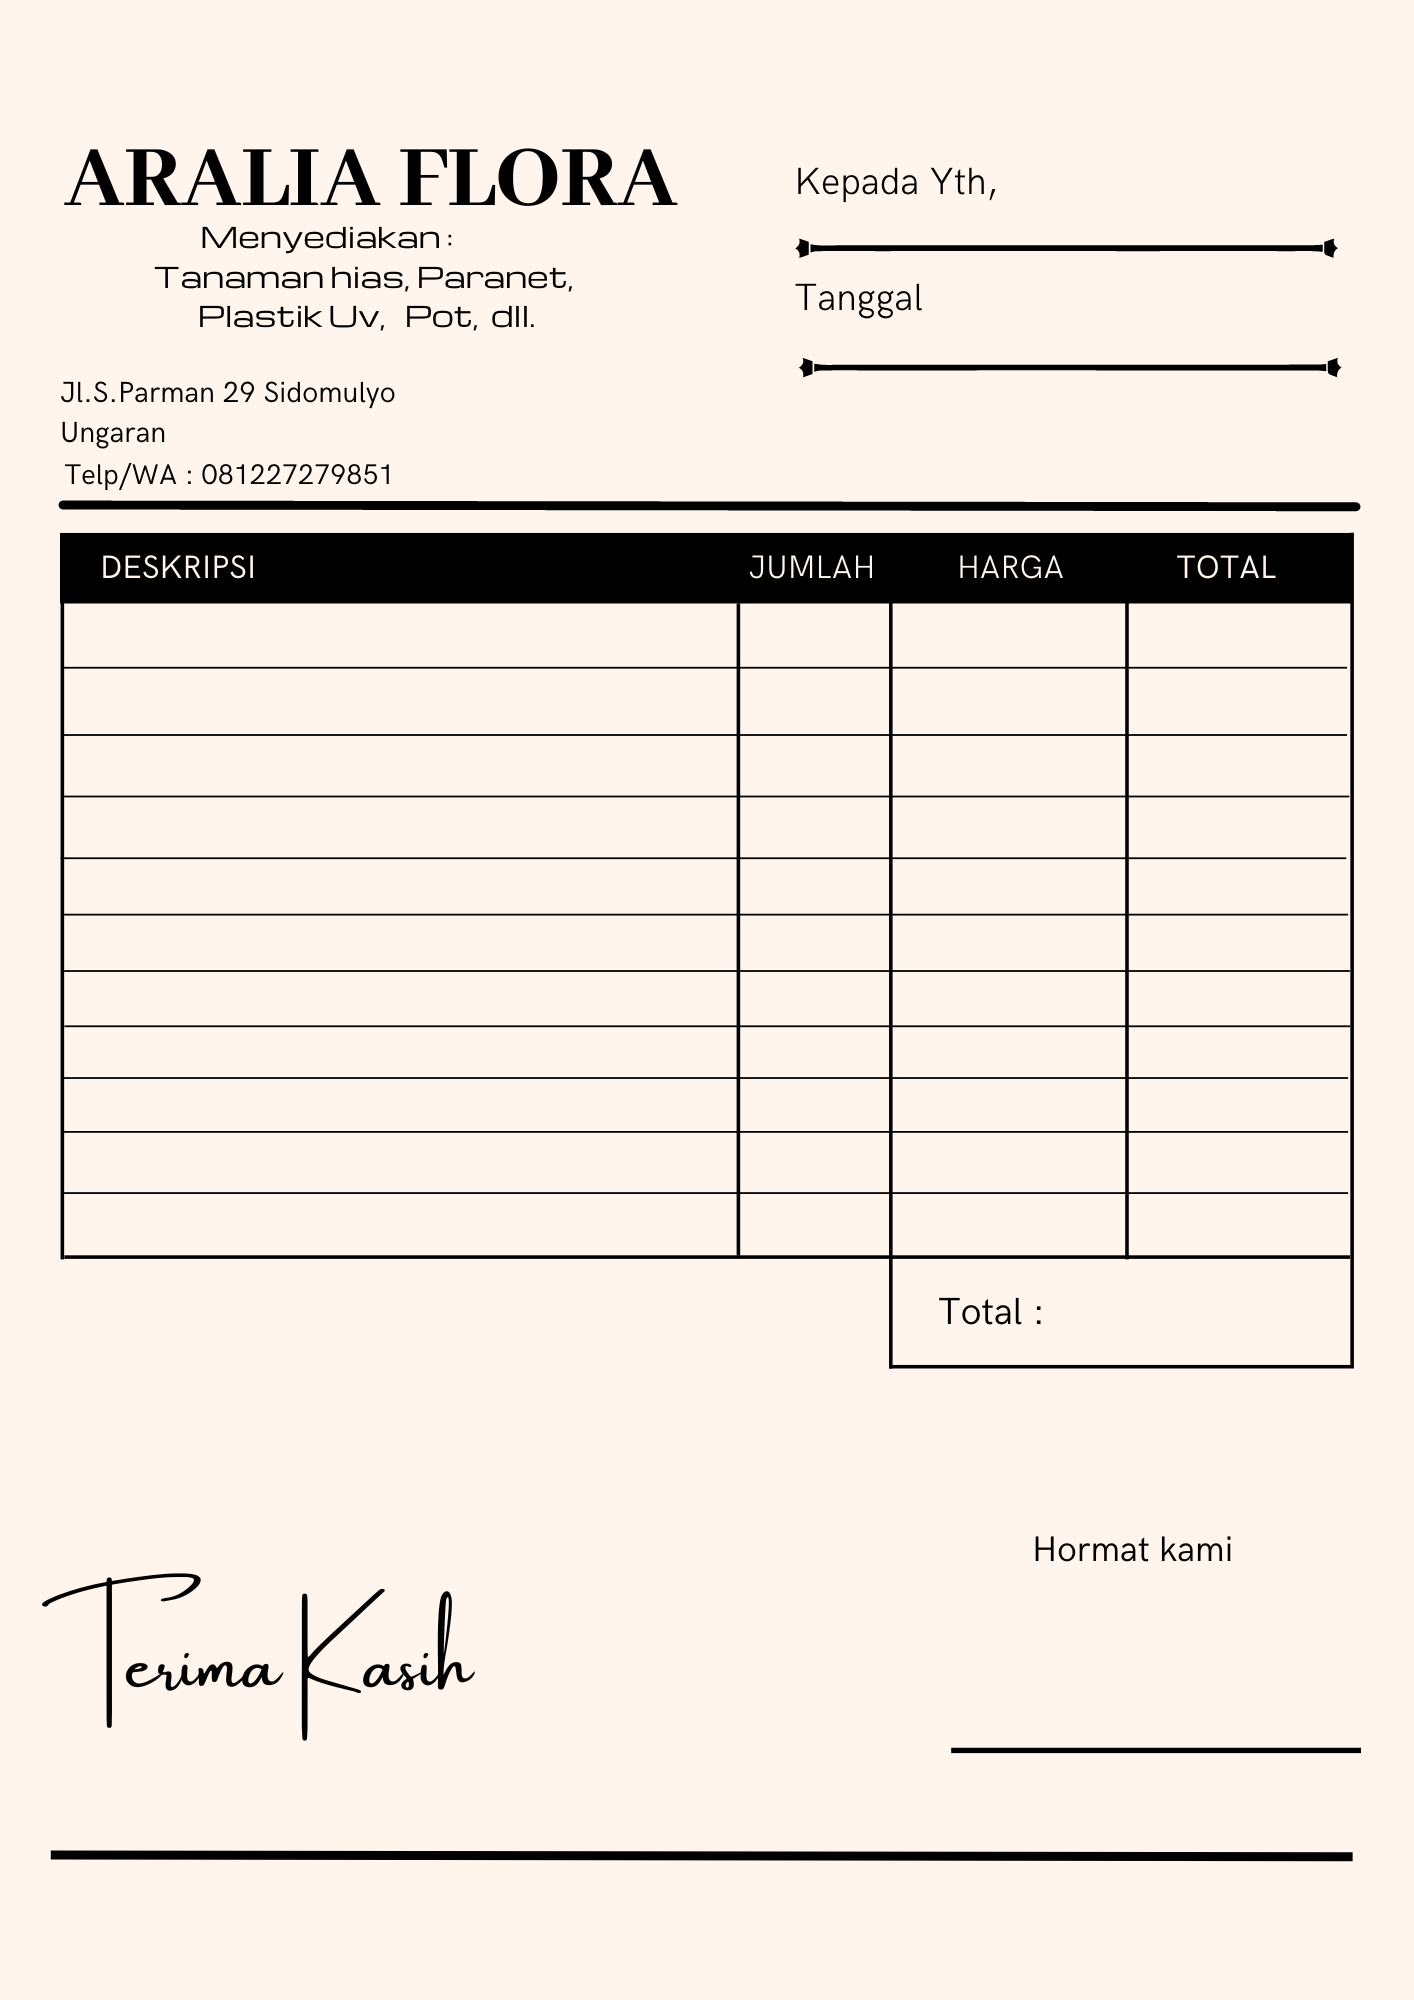 ARALIA FLORA
Menyediakan :
Tanaman hias, Paranet,
Plastik Uv, Pot, dll.
Jl.S.Parman 29 Sidomulyo
Ungaran
Telp/WA : 081227279851
Kepada Yth,
Tanggal
DESKRIPSI JUMLAH HARGA TOTAL
Total :
Hormat kami
Terima Kasih